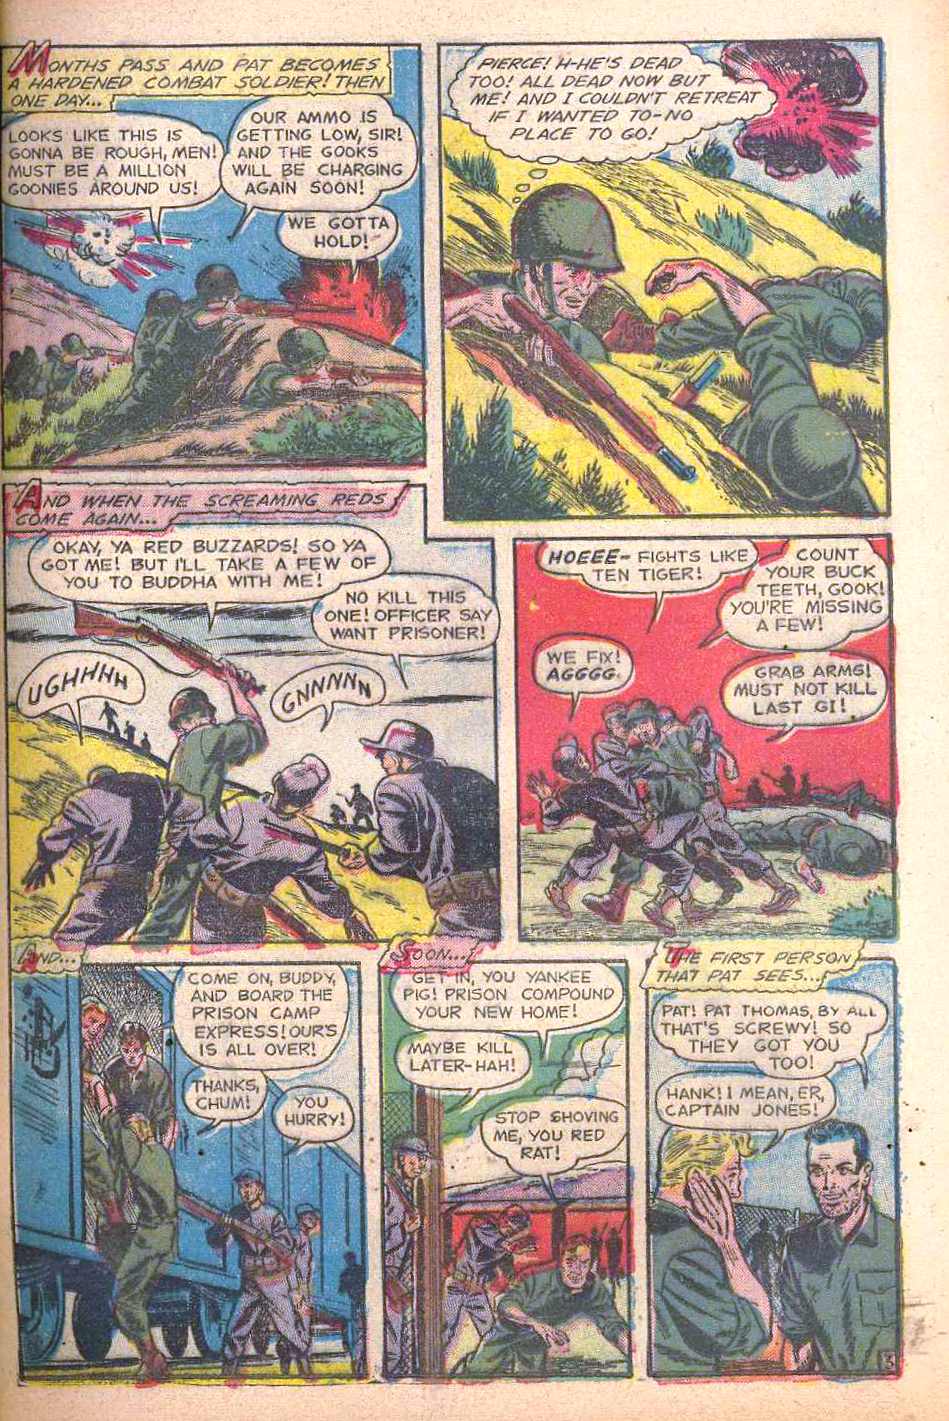 MONTHS PASS AND PAT BECOMES
A HARDENED COMBAT SOLDIER! THEN
ONE DAY...
LOOKS LIKE THIS IS
GONNA BE ROUGH, MEN!
MUST BE A MILLION
GOONIES AROUND US!
OUR AMMO IS
GETTING LOW, SIR!
AND THE GOOKS
WILL BE CHARGING
AGAIN SOON!
WE GOTTA
HOLD!
PIERCE! H-HE'S DEAD
TOO! ALL DEAD NOW BUT
ME! AND I COULDN'T RETREAT
IF I WANTED TO-NO
PLACE TO GO!
AND WHEN THE SCREAMING REDS
COME AGAIN...
OKAY, YA RED BUZZARDS! SO YA
GOT ME! BUT I'LL TAKE A FEW OF
YOU TO BUDDHA WITH ME!
NO KILL THIS
ONE! OFFICER SAY
WANT PRISONER!
UGHHHH
GNNNNN
HOEEE- FIGHTS LIKE
TEN TIGER!
COUNT
YOUR BUCK
TEETH, GOOK!
YOU'RE MISSING
A FEW!
WE FIX!
AGGGG.
GRAB ARMS!
MUST NOT KILL
LAST GI!
AND...
COME ON, BUDDY,
AND BOARD THE
PRISON CAMP
EXPRESS! OUR'S
IS ALL OVER!
THANKS,
CHUM!
YOU
HURRY!
SOON...
GET IN, YOU YANKEE
PIG! PRISON COMPOUND
YOUR NEW HOME!
MAYBE KILL
LATER-HAH!
STOP SHOVING
ME, YOU RED
RAT!
THE FIRST PERSON
THAT PAT SEES...
PAT! PAT THOMAS, BY ALL
THAT'S SCREWY! SO
THEY GOT YOU
TOO!
HANK! I MEAN, ER,
CAPTAIN JONES!
3